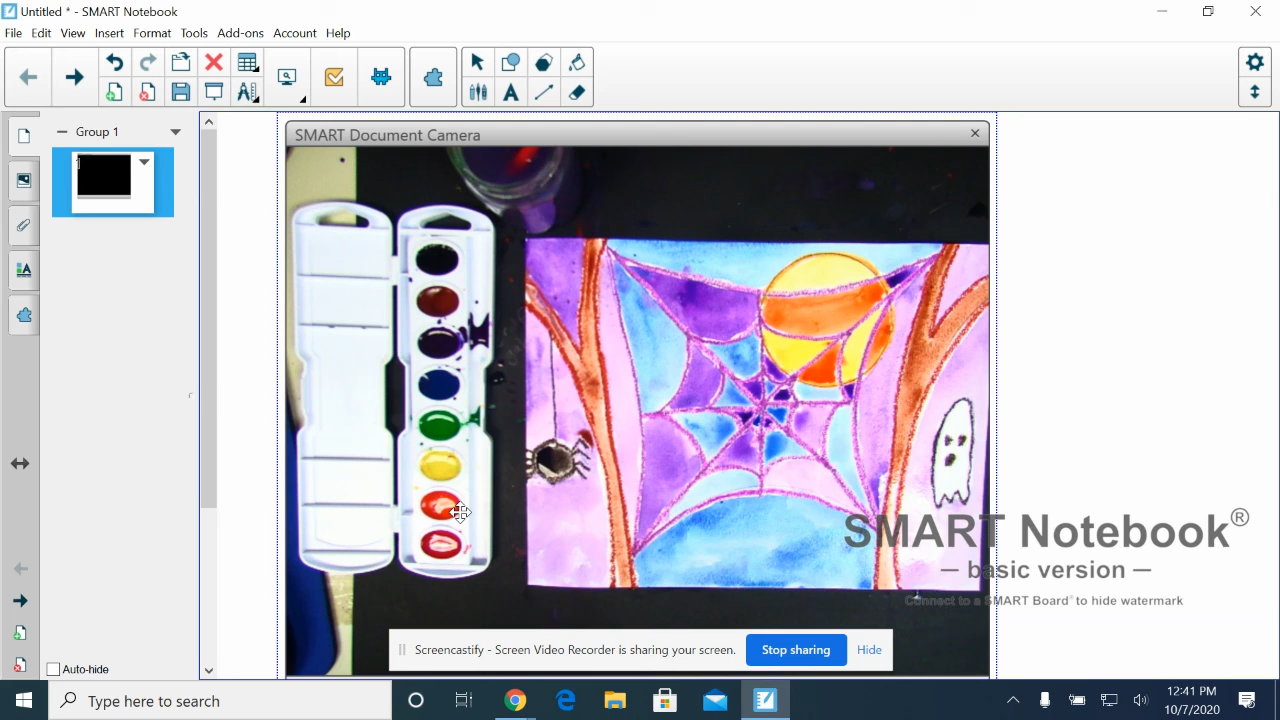 Untitled * - SMART Notebook
File Edit View Insert Format Tools Add-ons Account Help
Group 1
1
SMART Document Camera
SMART Notebook®
— basic version —
Connect to a SMART Board® to hide watermark
Screencastify - Screen Video Recorder is sharing your screen. Stop sharing Hide
Auto-hide
Type here to search
12:41 PM
10/7/2020